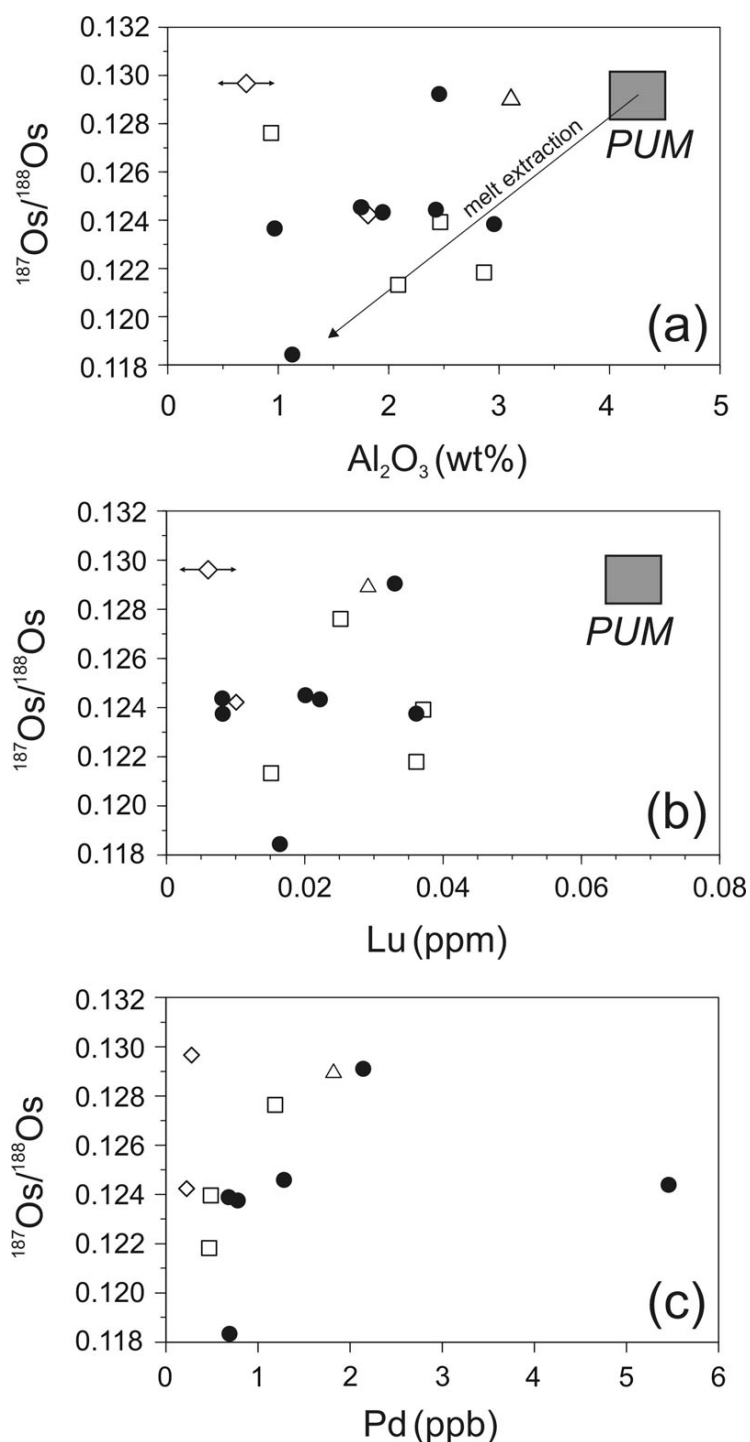 (a)
0.132
0.130
0.128
0.126
0.124
0.122
0.120
0.118
¹⁸⁷Os/¹⁸⁸Os
PUM
melt extraction
0 1 2 3 4 5
Al₂O₃ (wt%)
0.132
0.130
0.128
0.126
0.124
0.122
0.120
0.118
¹⁸⁷Os/¹⁸⁸Os
PUM
(b)
0 0.02 0.04 0.06 0.08
Lu (ppm)
0.132
0.130
0.128
0.126
0.124
0.122
0.120
0.118
¹⁸⁷Os/¹⁸⁸Os
(c)
0 1 2 3 4 5 6
Pd (ppb)